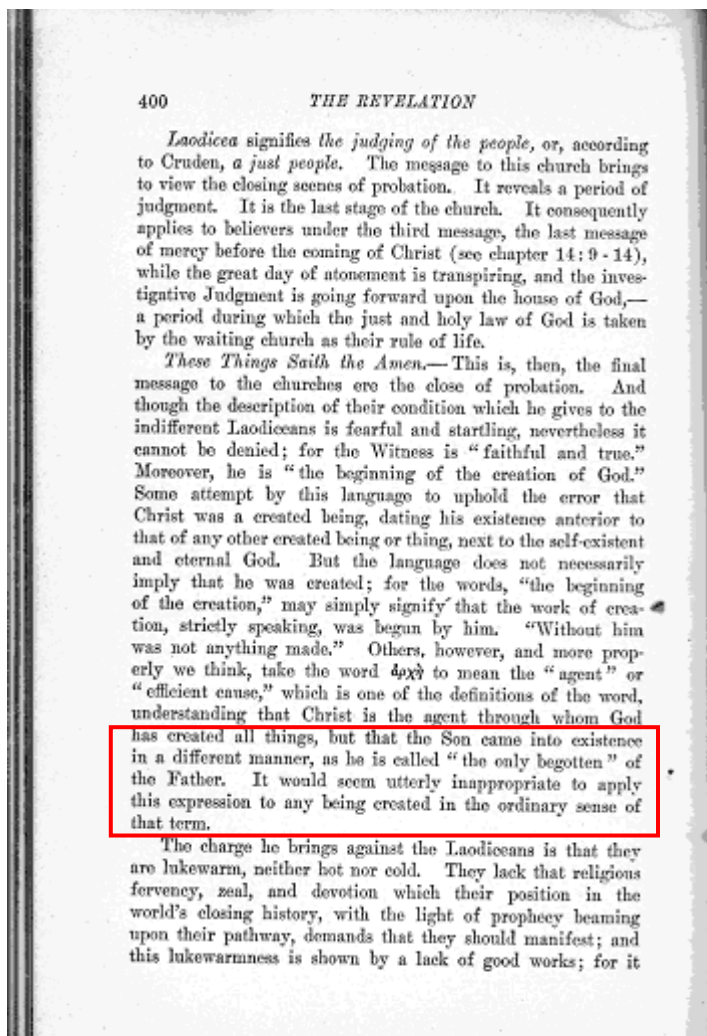 400 THE REVELATION
Laodicea signifies the judging of the people, or, according
to Cruden, a just people. The message to this church brings
to view the closing scenes of probation. It reveals a period of
judgment. It is the last stage of the church. It consequently
applies to believers under the third message, the last message
of mercy before the coming of Christ (see chapter 14:9-14),
while the great day of atonement is transpiring, and the inves-
tigative Judgment is going forward upon the house of God,—
a period during which the just and holy law of God is taken
by the waiting church as their rule of life.
These Things Saith the Amen.—This is, then, the final
message to the churches ere the close of probation. And
though the description of their condition which he gives to the
indifferent Laodiceans is fearful and startling, nevertheless it
cannot be denied; for the Witness is “faithful and true.”
Moreover, he is “the beginning of the creation of God.”
Some attempt by this language to uphold the error that
Christ was a created being, dating his existence anterior to
that of any other created being or thing, next to the self-existent
and eternal God. But the language does not necessarily
imply that he was created; for the words, “the beginning
of the creation,” may simply signify that the work of crea-
tion, strictly speaking, was begun by him. “Without him
was not anything made.” Others, however, and more prop-
erly we think, take the word ἀρχὴ to mean the “agent” or
“efficient cause,” which is one of the definitions of the word,
understanding that Christ is the agent through whom God
has created all things, but that the Son came into existence
in a different manner, as he is called “the only begotten” of
the Father. It would seem utterly inappropriate to apply
this expression to any being created in the ordinary sense of
that term.
The charge he brings against the Laodiceans is that they
are lukewarm, neither hot nor cold. They lack that religious
fervency, zeal, and devotion which their position in the
world's closing history, with the light of prophecy beaming
upon their pathway, demands that they should manifest; and
this lukewarmness is shown by a lack of good works; for it